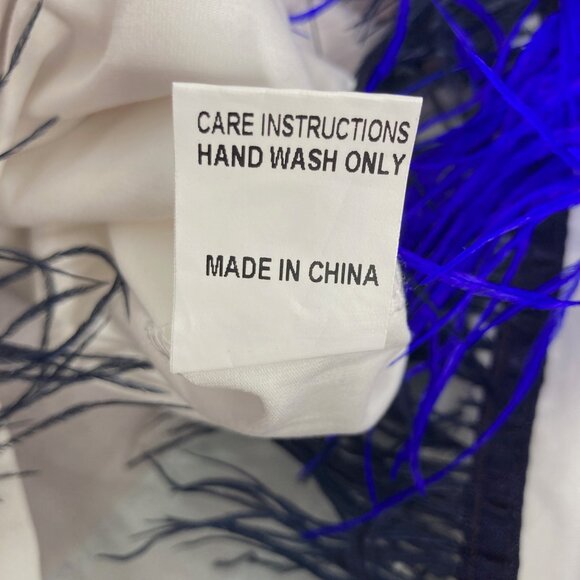 CARE INSTRUCTIONS
HAND WASH ONLY
MADE IN CHINA